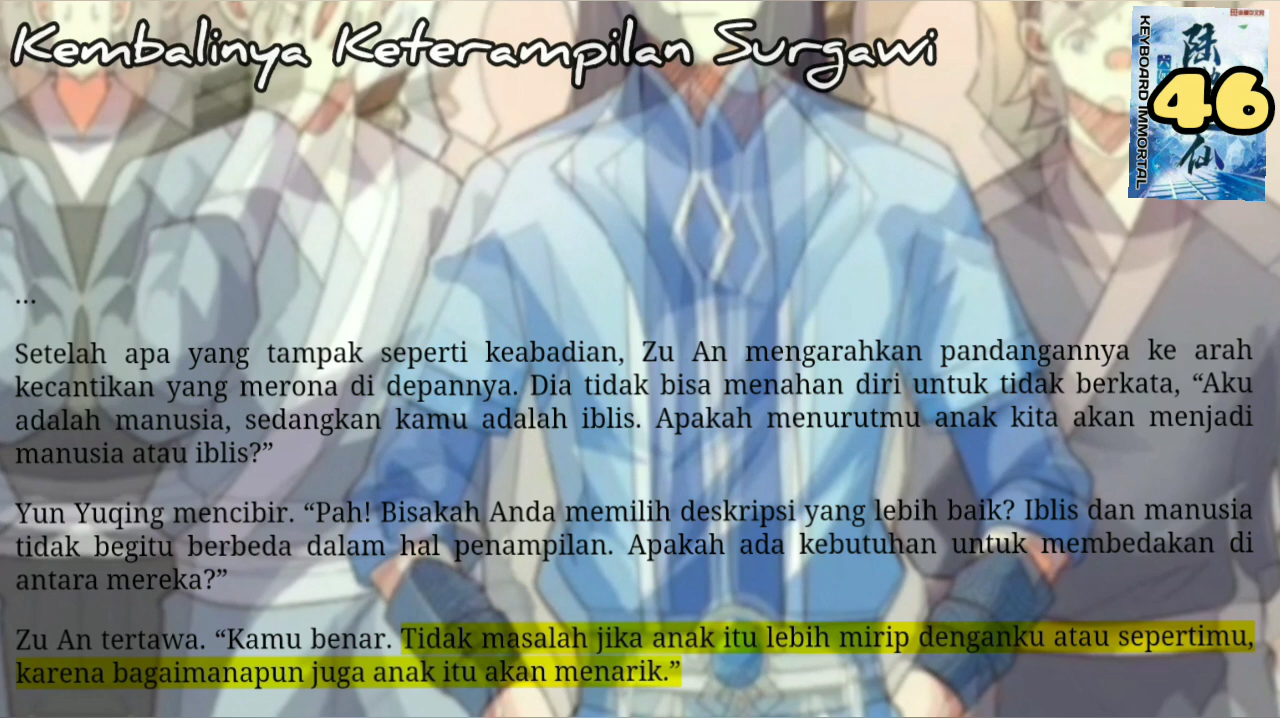 Kembalinya Keterampilan Surgawi
KEYBOARD IMMORTAL
46
...
Setelah apa yang tampak seperti keabadian, Zu An mengarahkan pandangannya ke arah
kecantikan yang merona di depannya. Dia tidak bisa menahan diri untuk tidak berkata, “Aku
adalah manusia, sedangkan kamu adalah iblis. Apakah menurutmu anak kita akan menjadi
manusia atau iblis?”
Yun Yuqing mencibir. “Pah! Bisakah Anda memilih deskripsi yang lebih baik? Iblis dan manusia
tidak begitu berbeda dalam hal penampilan. Apakah ada kebutuhan untuk membedakan di
antara mereka?”
Zu An tertawa. “Kamu benar. Tidak masalah jika anak itu lebih mirip denganku atau sepertimu,
karena bagaimanapun juga anak itu akan menarik.”